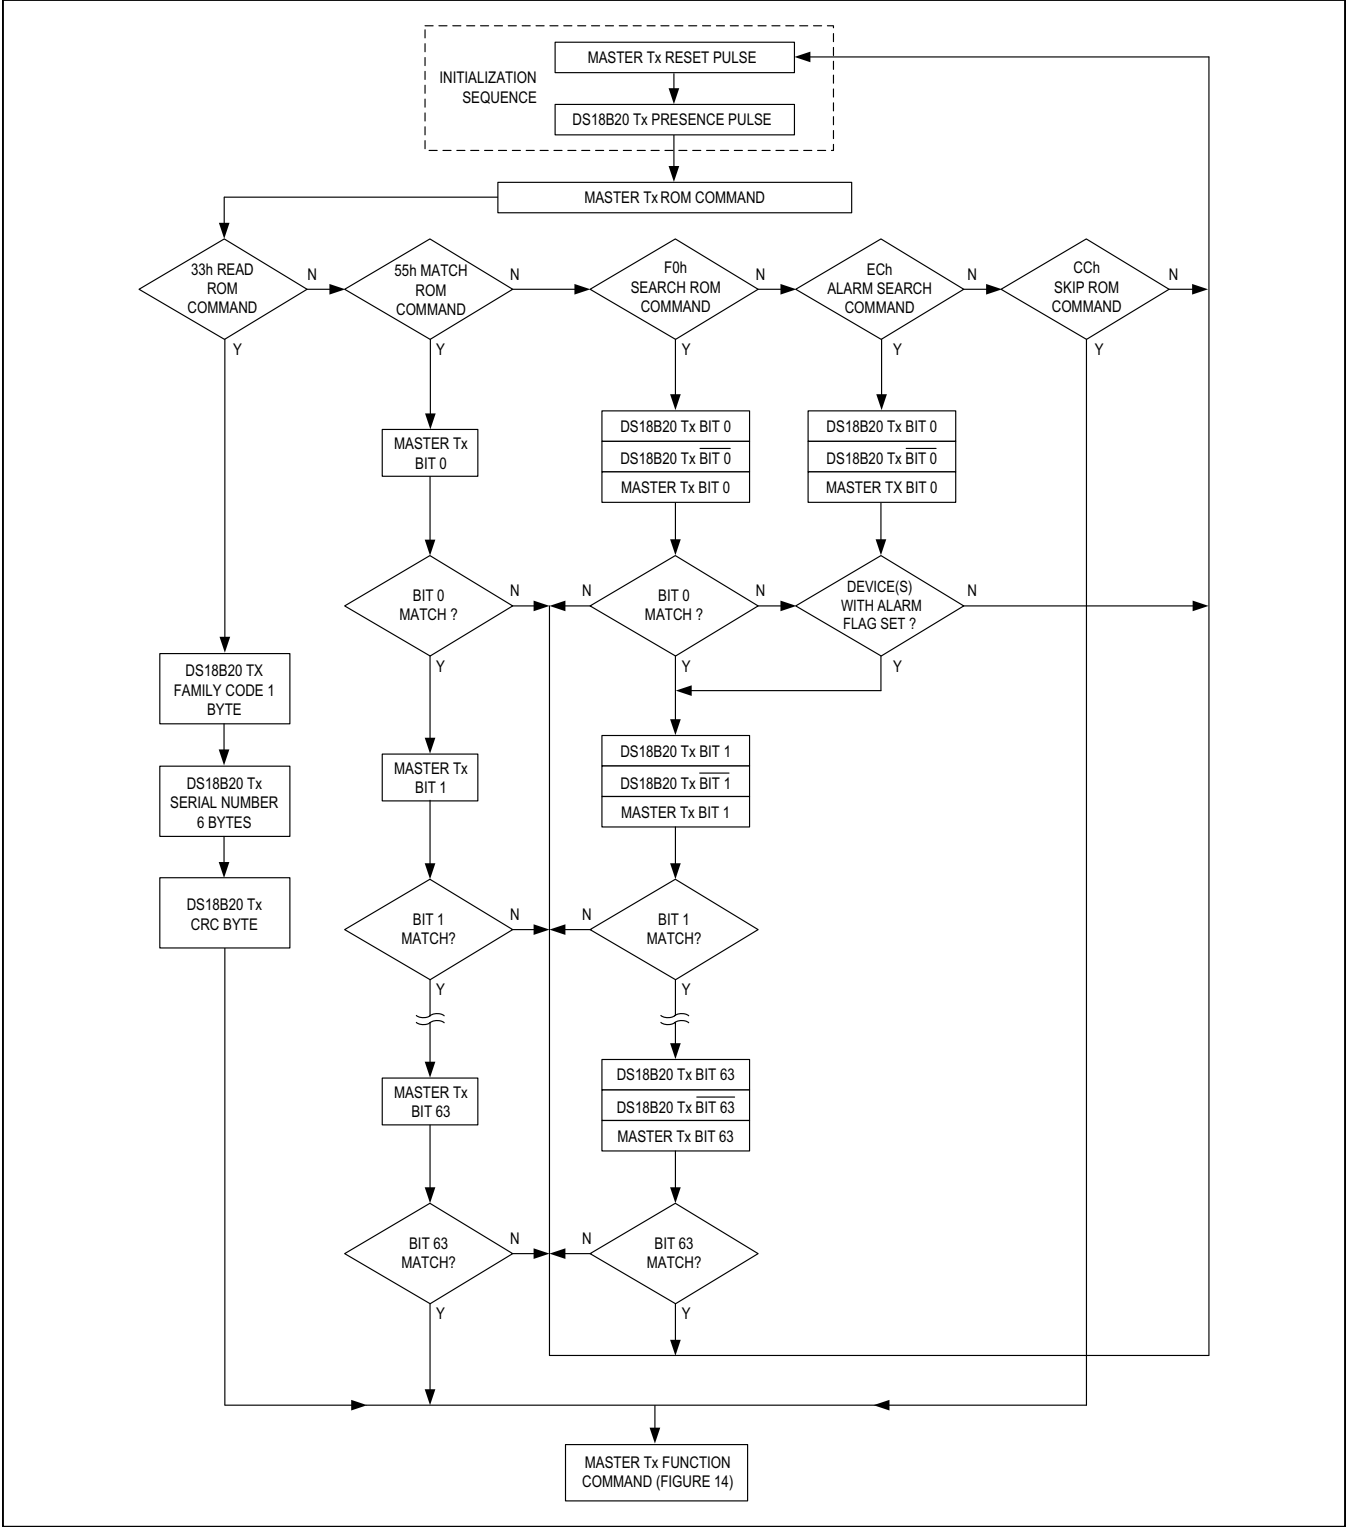 MASTER Tx RESET PULSE
INITIALIZATION
SEQUENCE
DS18B20 Tx PRESENCE PULSE
MASTER Tx ROM COMMAND
33h READ
ROM
COMMAND
N
Y
55h MATCH
ROM
COMMAND
N
Y
F0h
SEARCH ROM
COMMAND
N
Y
ECh
ALARM SEARCH
COMMAND
N
Y
CCh
SKIP ROM
COMMAND
N
Y
MASTER Tx
BIT 0
DS18B20 Tx BIT 0
DS18B20 Tx B̅I̅T̅ ̅0̅
MASTER Tx BIT 0
DS18B20 Tx BIT 0
DS18B20 Tx B̅I̅T̅ ̅0̅
MASTER TX BIT 0
BIT 0
MATCH ?
N
Y
N
BIT 0
MATCH ?
N
Y
DEVICE(S)
WITH ALARM
FLAG SET ?
N
Y
DS18B20 TX
FAMILY CODE 1
BYTE
DS18B20 Tx
SERIAL NUMBER
6 BYTES
DS18B20 Tx
CRC BYTE
MASTER Tx
BIT 1
DS18B20 Tx BIT 1
DS18B20 Tx B̅I̅T̅ ̅1̅
MASTER Tx BIT 1
BIT 1
MATCH?
N
Y
N
BIT 1
MATCH?
Y
MASTER Tx
BIT 63
DS18B20 Tx BIT 63
DS18B20 Tx B̅I̅T̅ ̅6̅3̅
MASTER Tx BIT 63
BIT 63
MATCH?
N
Y
N
BIT 63
MATCH?
Y
MASTER Tx FUNCTION
COMMAND (FIGURE 14)